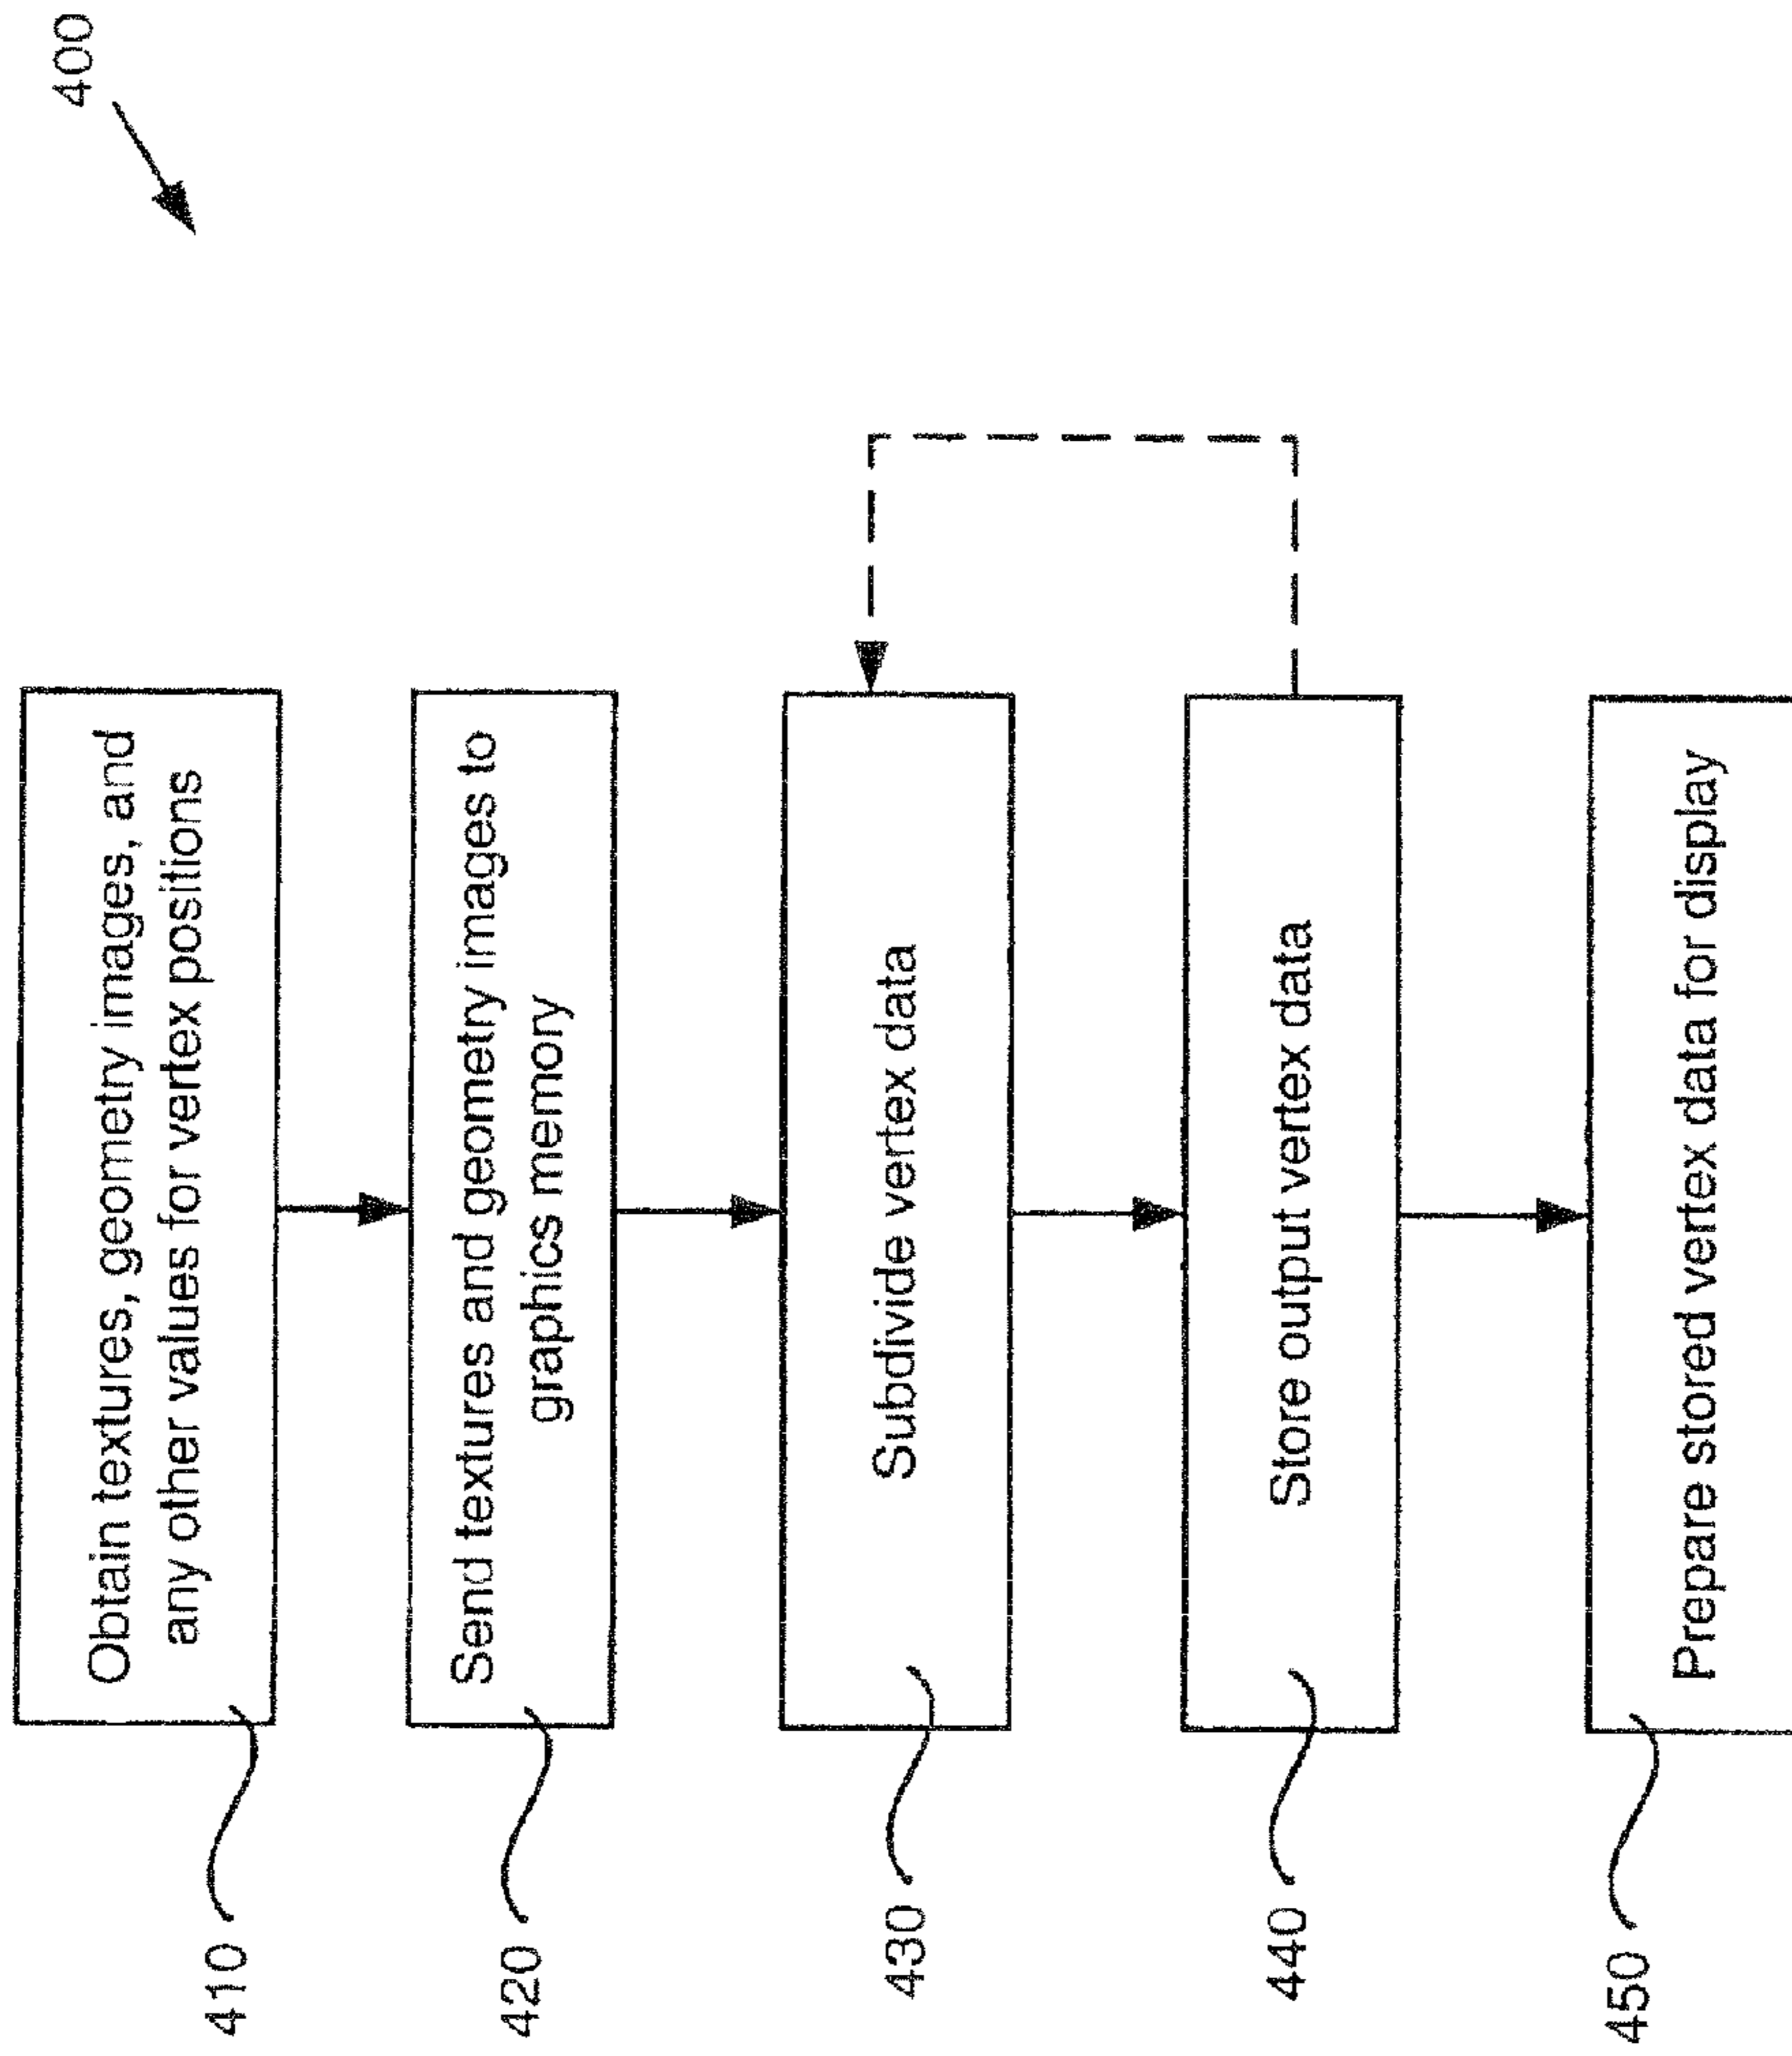 400
410
Obtain textures, geometry images, and
any other values for vertex positions
420
Send textures and geometry images to
graphics memory
430
Subdivide vertex data
440
Store output vertex data
450
Prepare stored vertex data for display